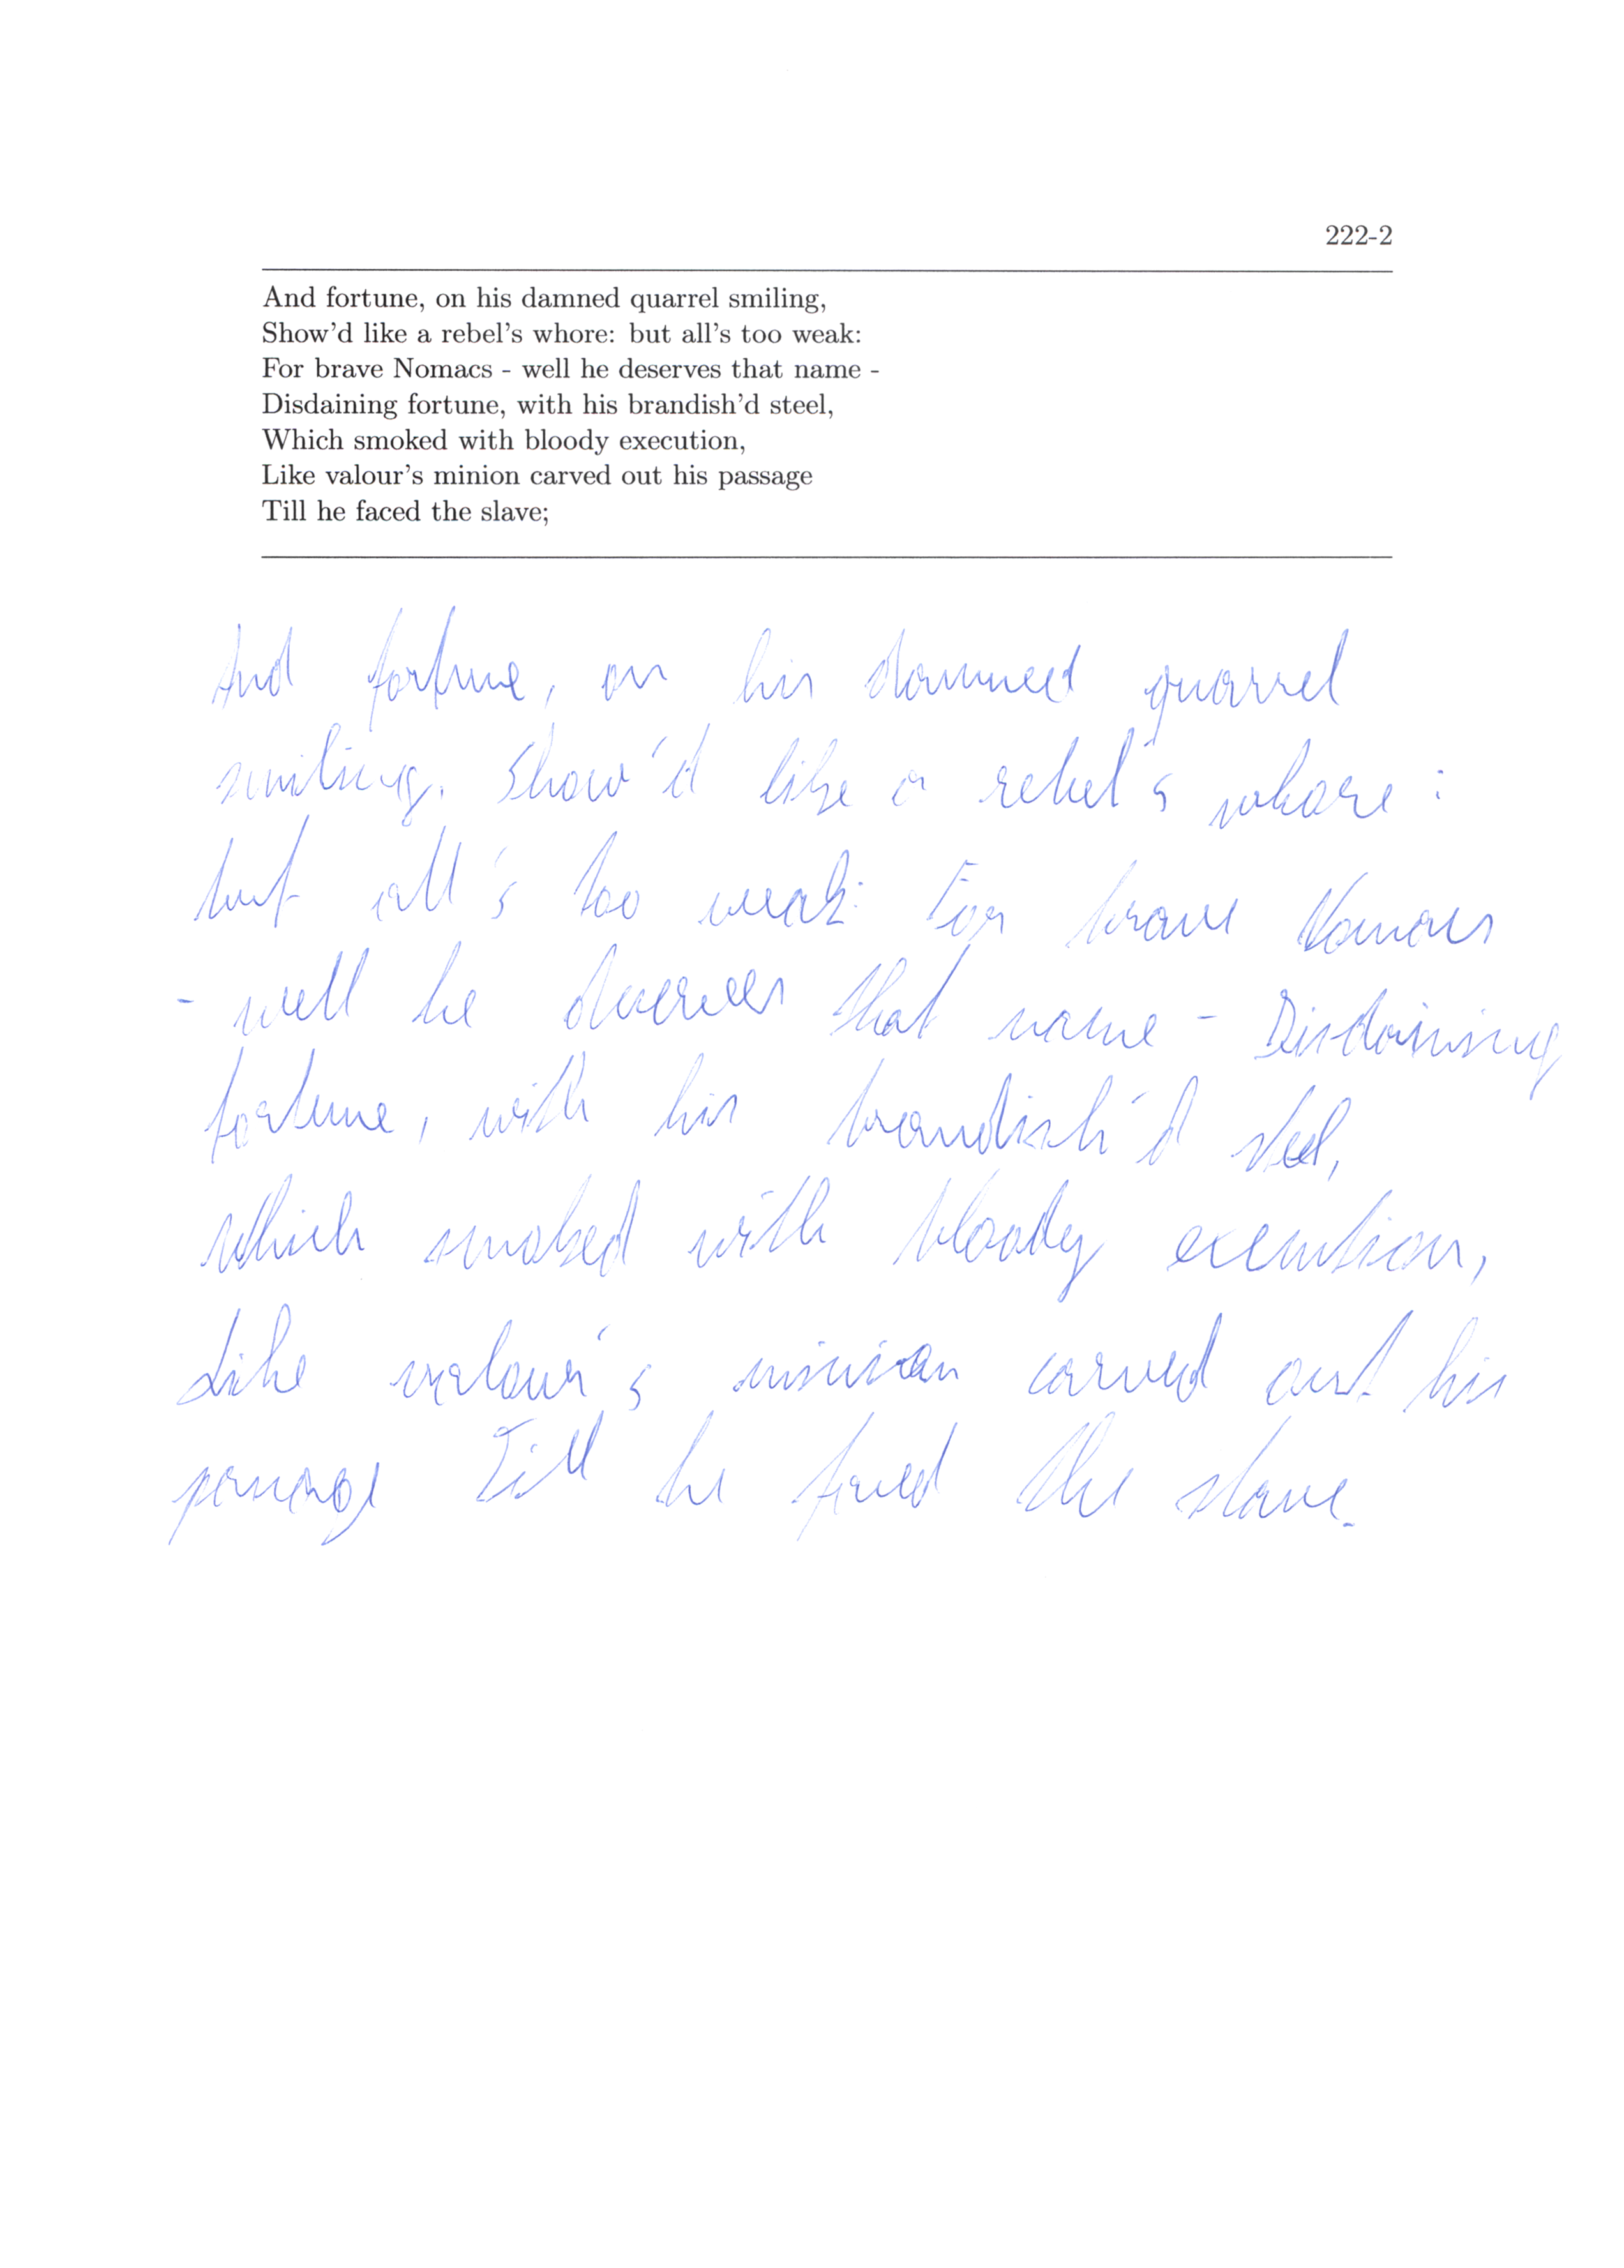 222-2
And fortune, on his damned quarrel smiling,
Show'd like a rebel's whore: but all's too weak:
For brave Nomacs - well he deserves that name -
Disdaining fortune, with his brandish'd steel,
Which smoked with bloody execution,
Like valour's minion carved out his passage
Till he faced the slave;
And fortune, on his damned quarrel
smiling. Show'd like a rebel's whore:
but all's too weak: For brave Nomacs
- well he deserves that name - Disdaining
fortune, with his brandish'd steel,
which smoked with bloody execution,
Like valour's minion carved out his
passage Till he faced the slave.